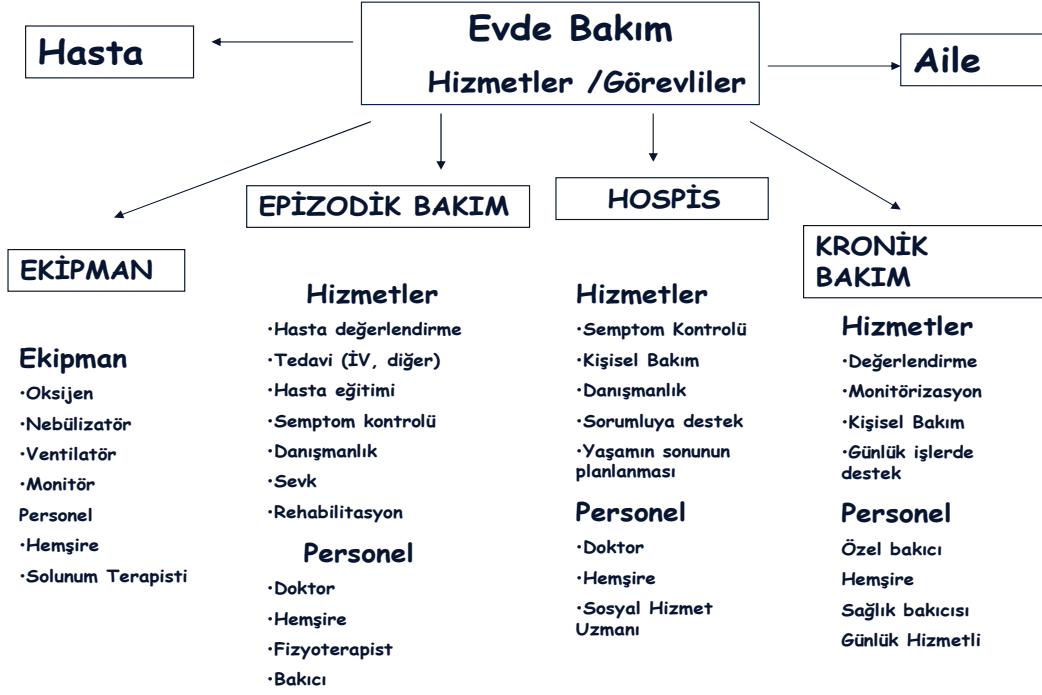 Evde Bakım
Hizmetler /Görevliler
Hasta
Aile
EKİPMAN
Ekipman
•Oksijen
•Nebülizatör
•Ventilatör
•Monitör
Personel
•Hemşire
•Solunum Terapisti
EPİZODİK BAKIM
Hizmetler
•Hasta değerlendirme
•Tedavi (İV, diğer)
•Hasta eğitimi
•Semptom kontrolü
•Danışmanlık
•Sevk
•Rehabilitasyon
Personel
•Doktor
•Hemşire
•Fizyoterapist
•Bakıcı
HOSPİS
Hizmetler
•Semptom Kontrolü
•Kişisel Bakım
•Danışmanlık
•Sorumluya destek
•Yaşamın sonunun
planlanması
Personel
•Doktor
•Hemşire
•Sosyal Hizmet
Uzmanı
KRONİK
BAKIM
Hizmetler
•Değerlendirme
•Monitörizasyon
•Kişisel Bakım
•Günlük işlerde
destek
Personel
Özel bakıcı
Hemşire
Sağlık bakıcısı
Günlük Hizmetli